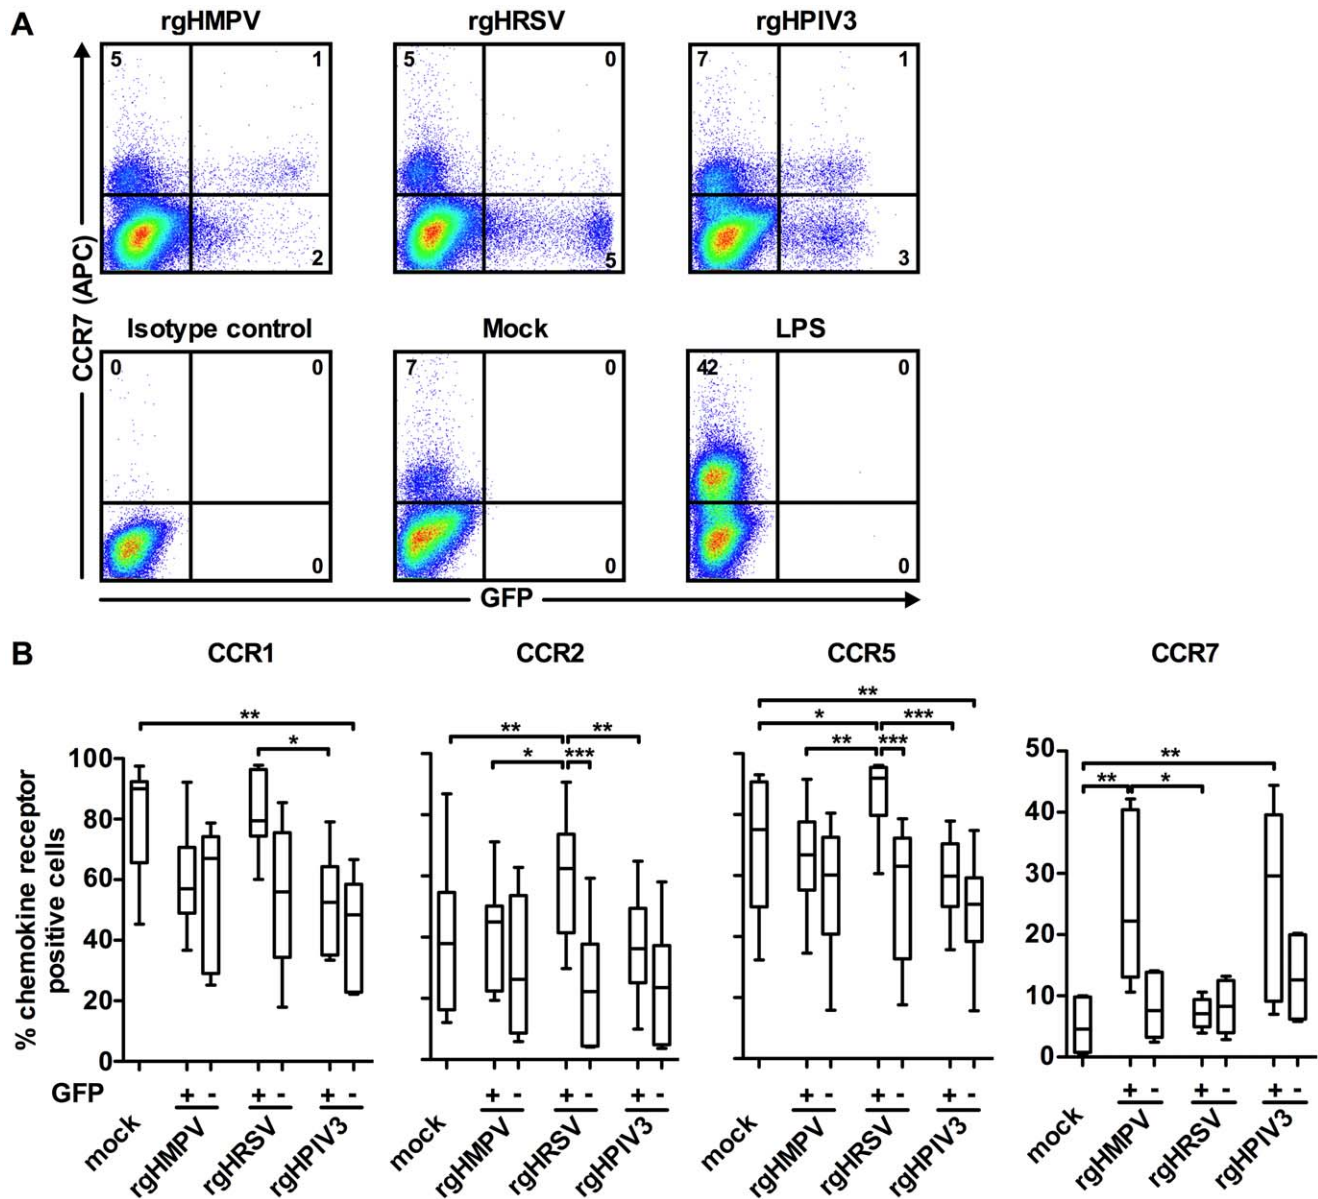 A
rgHMPV
rgHRSV
rgHPIV3
5 1
2
5 0
5
7 1
3
CCR7 (APC)
Isotype control
Mock
LPS
0 0
0
7 0
0
42 0
0
GFP
B
CCR1
CCR2
CCR5
CCR7
% chemokine receptor
positive cells
100
80
60
40
20
0
** *
** ** * ***
** * *** ** ***
50
40
30
20
10
0
** ** *
GFP + - + - + -
+ - + - + -
+ - + - + -
+ - + - + -
mock rgHMPV rgHRSV rgHPIV3
mock rgHMPV rgHRSV rgHPIV3
mock rgHMPV rgHRSV rgHPIV3
mock rgHMPV rgHRSV rgHPIV3